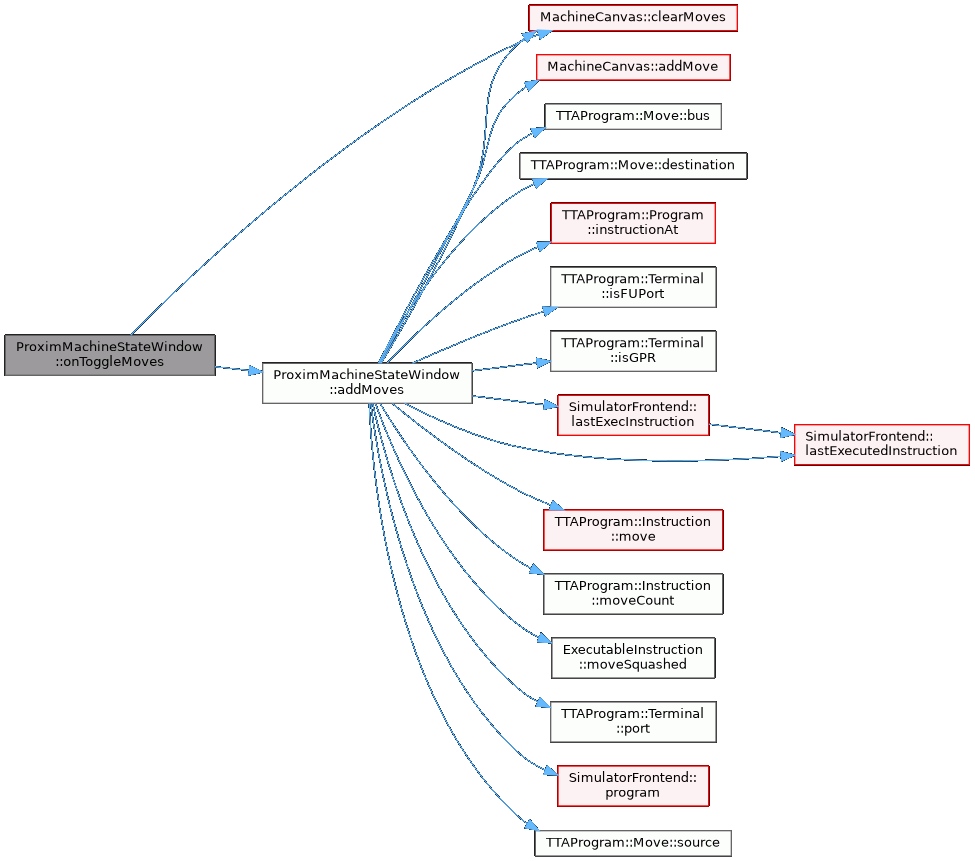 MachineCanvas::clearMoves
MachineCanvas::addMove
TTAProgram::Move::bus
TTAProgram::Move::destination
TTAProgram::Program
::instructionAt
TTAProgram::Terminal
::isFUPort
TTAProgram::Terminal
::isGPR
ProximMachineStateWindow
::onToggleMoves
ProximMachineStateWindow
::addMoves
SimulatorFrontend::
lastExecInstruction
SimulatorFrontend::
lastExecutedInstruction
TTAProgram::Instruction
::move
TTAProgram::Instruction
::moveCount
ExecutableInstruction
::moveSquashed
TTAProgram::Terminal
::port
SimulatorFrontend::
program
TTAProgram::Move::source